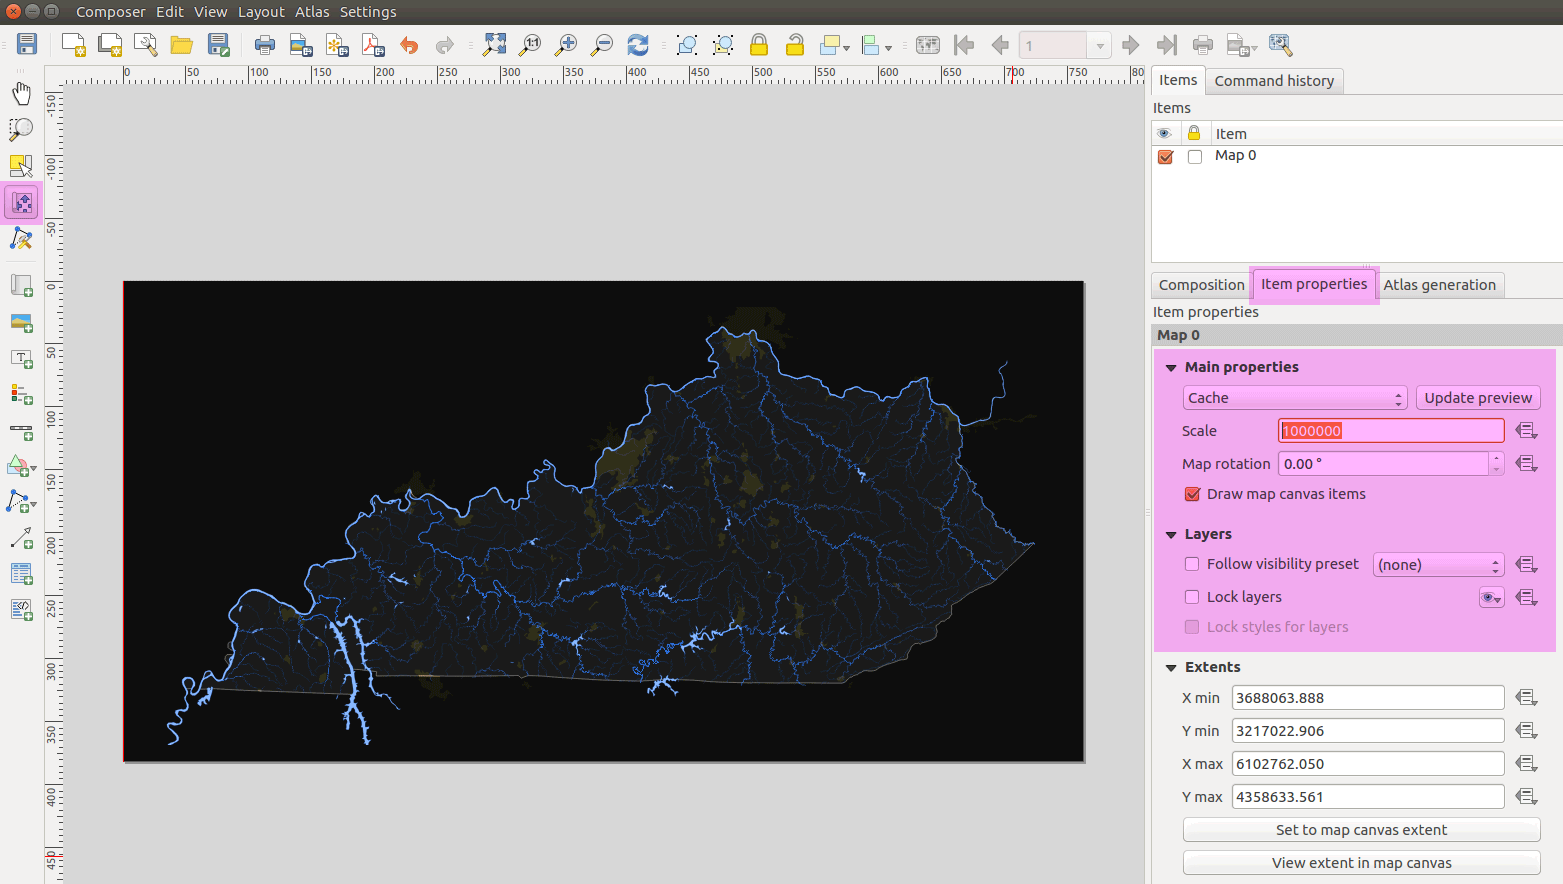 Composer Edit View Layout Atlas Settings
1:1
1
0 50 100 150 200 250 300 350 400 450 500 550 600 650 700 750 80
-150
-100
-50
0
50
100
150
200
250
300
350
400
450
T
Items Command history
Items
Item
Map 0
Composition Item properties Atlas generation
Item properties
Map 0
Main properties
Cache Update preview
Scale 1000000
Map rotation 0.00 °
Draw map canvas items
Layers
Follow visibility preset (none)
Lock layers
Lock styles for layers
Extents
X min 3688063.888
Y min 3217022.906
X max 6102762.050
Y max 4358633.561
Set to map canvas extent
View extent in map canvas